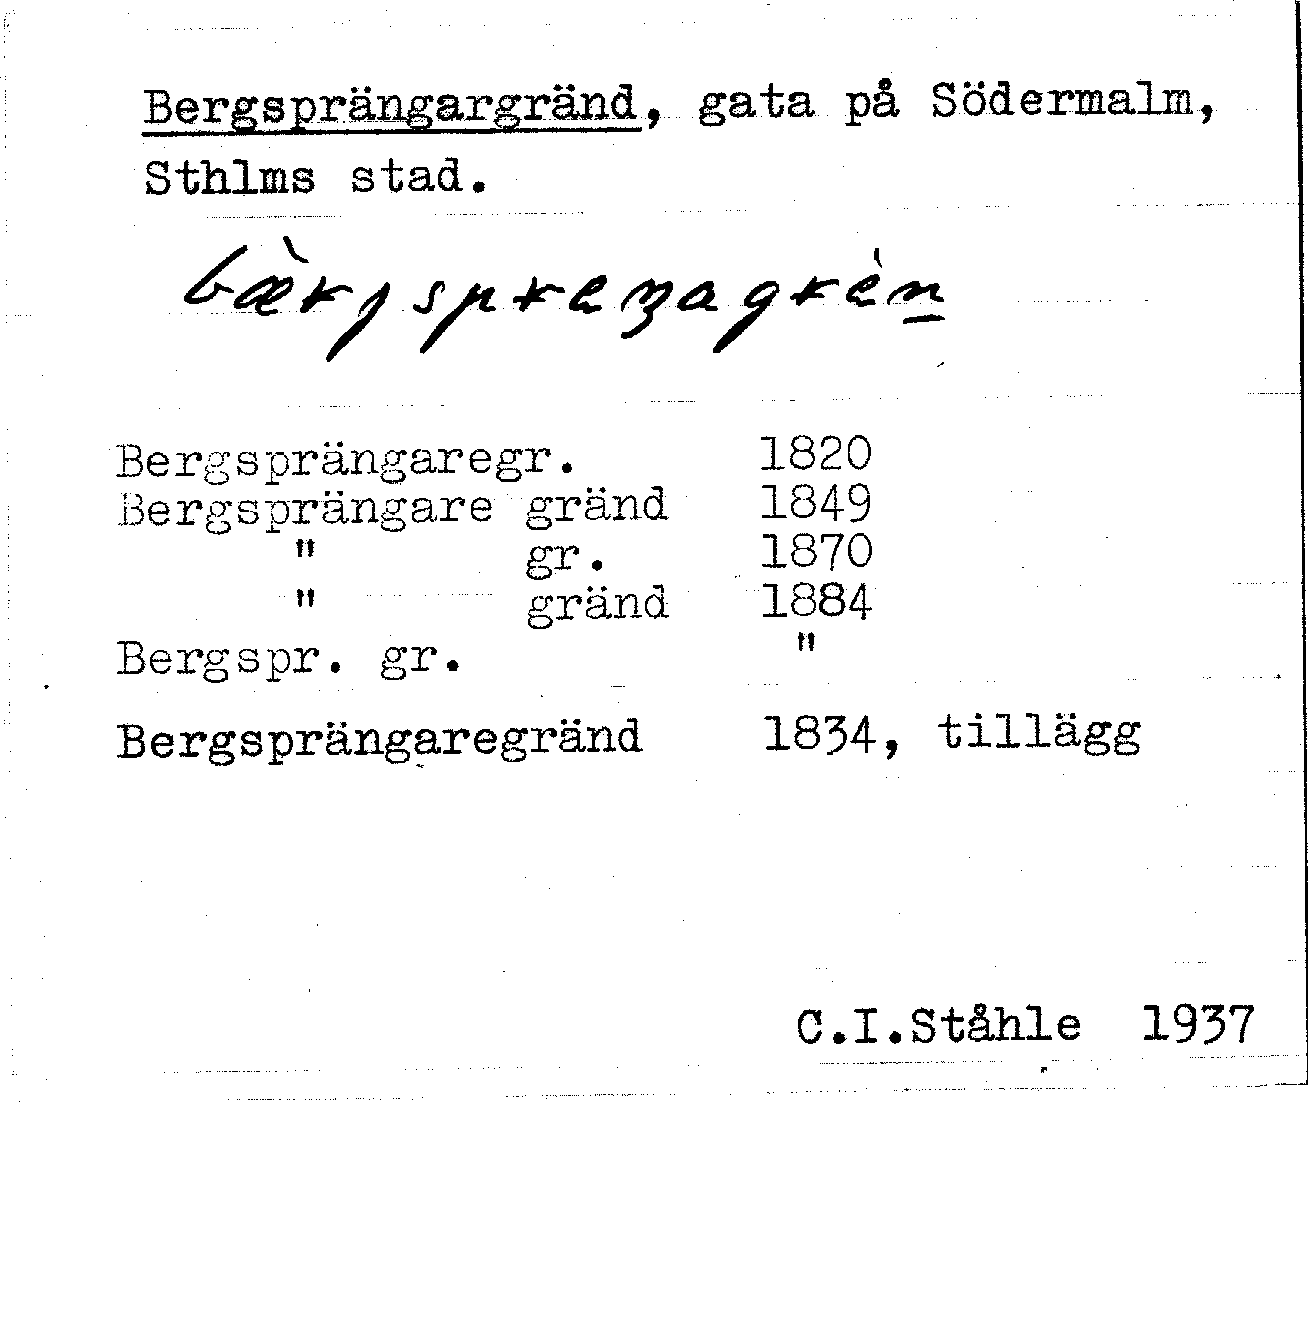 Bergsprängargränd, gata på Södermalm,
Sthlms stad.
Bergsprängaregr. 1820
Bergsprängare gränd 1849
" gr. 1870
" gränd 1884
Bergspr. gr. "
Bergsprängaregränd 1834, tillägg
C.I.Ståhle 1937